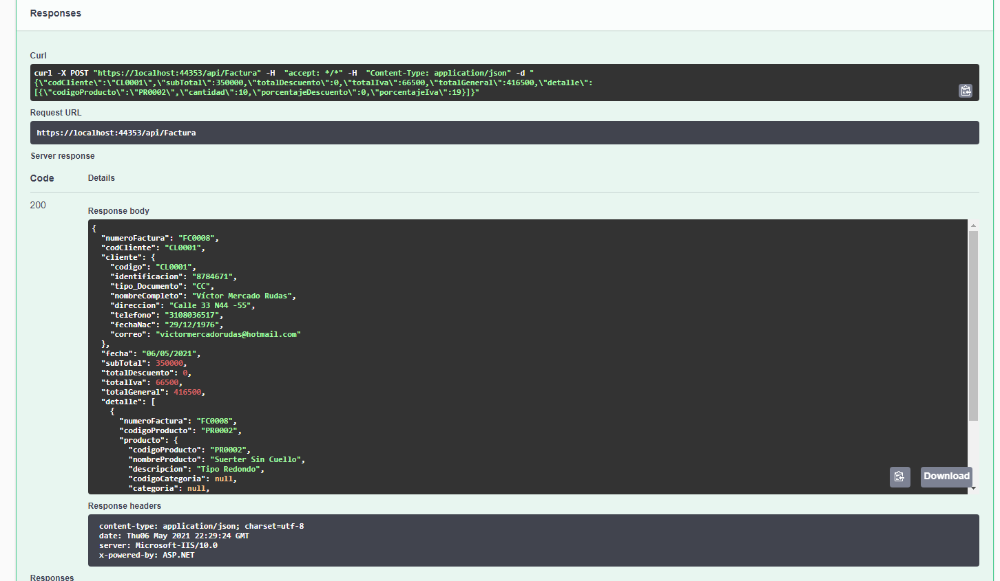 Responses
Curl
curl -X POST "https://localhost:44353/api/Factura" -H  "accept: */*" -H  "Content-Type: application/json" -d "
{\"codCliente\":\"CL0001\",\"subTotal\":350000,\"totalDescuento\":0,\"totalIva\":66500,\"totalGeneral\":416500,\"detalle\":
[{\"codigoProducto\":\"PR0002\",\"cantidad\":10,\"porcentajeDescuento\":0,\"porcentajeIva\":19}]}"
Request URL
https://localhost:44353/api/Factura
Server response
Code Details
200
Response body
{
  "numeroFactura": "FC0008",
  "codCliente": "CL0001",
  "cliente": {
    "codigo": "CL0001",
    "identificacion": "8784671",
    "tipo_Documento": "CC",
    "nombreCompleto": "Víctor Mercado Rudas",
    "direccion": "Calle 33 N44 -55",
    "telefono": "3108036517",
    "fechaNac": "29/12/1976",
    "correo": "victormercadorudas@hotmail.com"
  },
  "fecha": "06/05/2021",
  "subTotal": 350000,
  "totalDescuento": 0,
  "totalIva": 66500,
  "totalGeneral": 416500,
  "detalle": [
    {
      "numeroFactura": "FC0008",
      "codigoProducto": "PR0002",
      "producto": {
        "codigoProducto": "PR0002",
        "nombreProducto": "Suerter Sin Cuello",
        "descripcion": "Tipo Redondo",
        "codigoCategoria": null,
        "categoria": null,
Download
Response headers
content-type: application/json; charset=utf-8
date: Thu06 May 2021 22:29:24 GMT
server: Microsoft-IIS/10.0
x-powered-by: ASP.NET
Responses